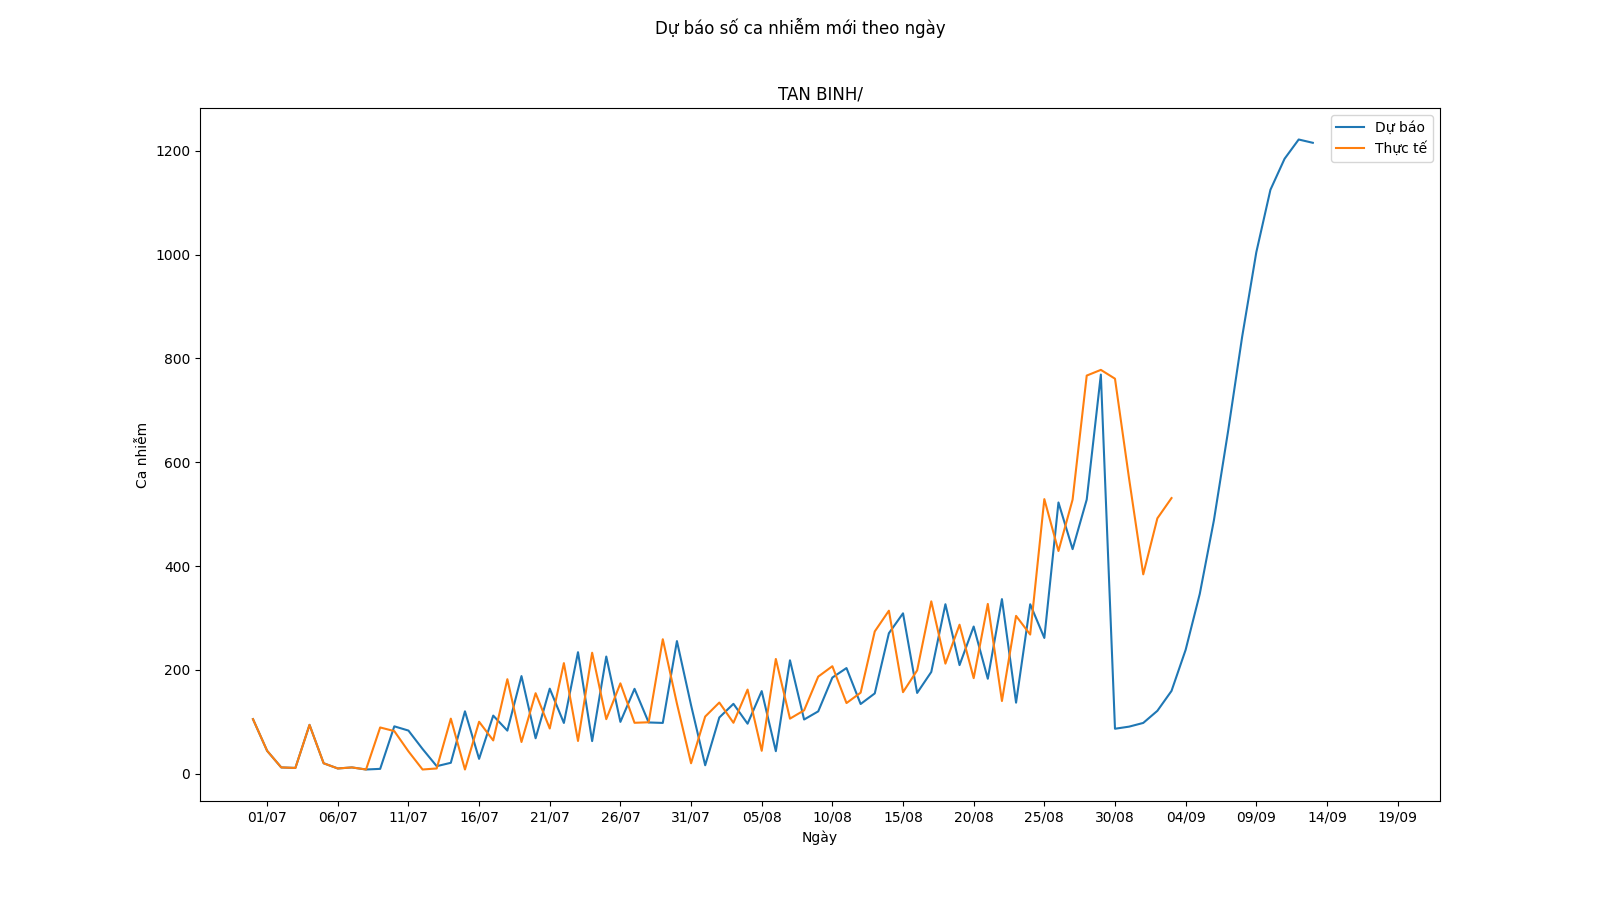 Dự báo số ca nhiễm mới theo ngày
TAN BINH/
Dự báo
Thực tế
1200
1000
800
600
400
200
0
Ca nhiễm
01/07 06/07 11/07 16/07 21/07 26/07 31/07 05/08 10/08 15/08 20/08 25/08 30/08 04/09 09/09 14/09 19/09
Ngày